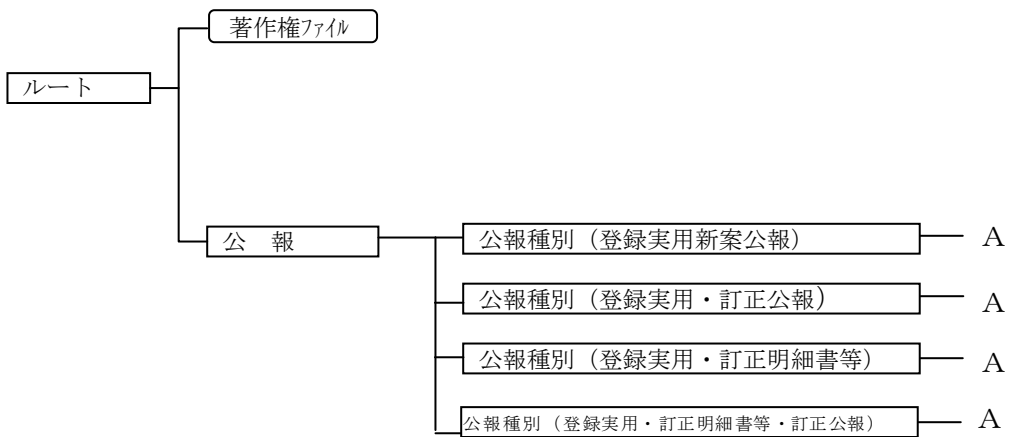 著作権ファイル
ルート
公　報
公報種別（登録実用新案公報）
A
公報種別（登録実用・訂正公報）
A
公報種別（登録実用・訂正明細書等）
A
公報種別（登録実用・訂正明細書等・訂正公報）
A